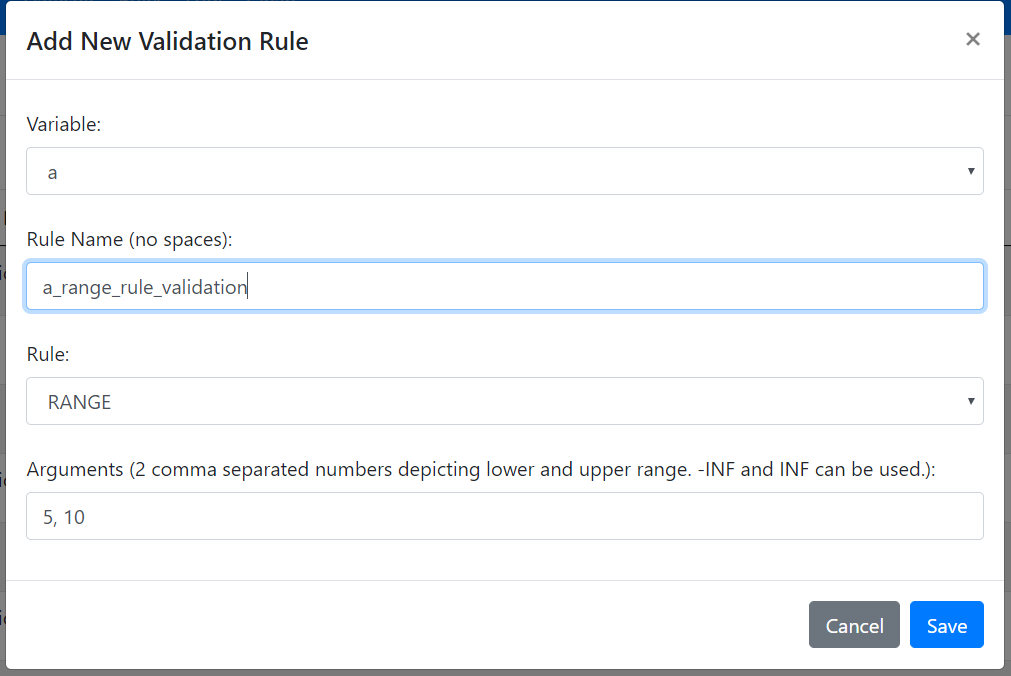 Add New Validation Rule
×
Variable:
a
Rule Name (no spaces):
a_range_rule_validation
Rule:
RANGE
Arguments (2 comma separated numbers depicting lower and upper range. -INF and INF can be used.):
5, 10
Cancel Save